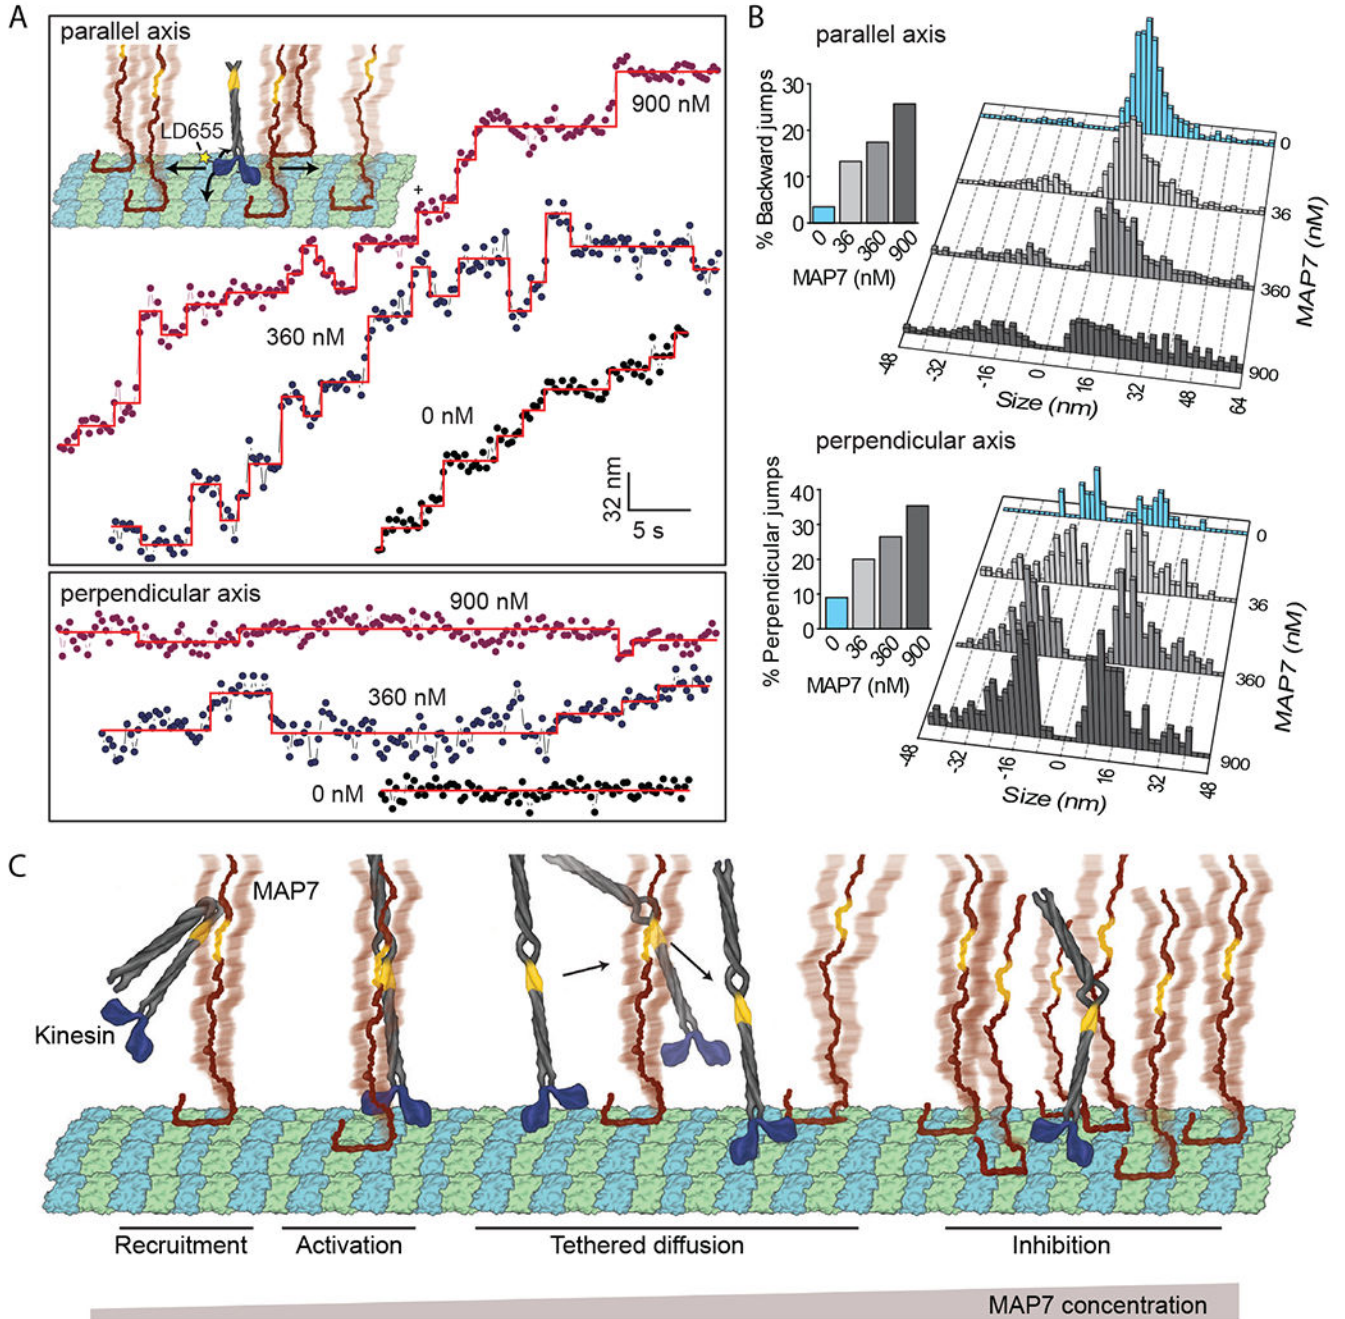 A
parallel axis
LD655
900 nM
+
360 nM
0 nM
32 nm
5 s
perpendicular axis
900 nM
360 nM
0 nM
B
parallel axis
% Backward jumps
30
20
10
0
0
36
360
900
MAP7 (nM)
0
36
360
900
MAP7 (nM)
-48
-32
-16
0
16
32
48
64
Size (nm)
perpendicular axis
% Perpendicular jumps
40
30
20
10
0
0
36
360
900
MAP7 (nM)
0
36
360
900
MAP7 (nM)
-48
-32
-16
0
16
32
48
Size (nm)
C
MAP7
Kinesin
Recruitment
Activation
Tethered diffusion
Inhibition
MAP7 concentration